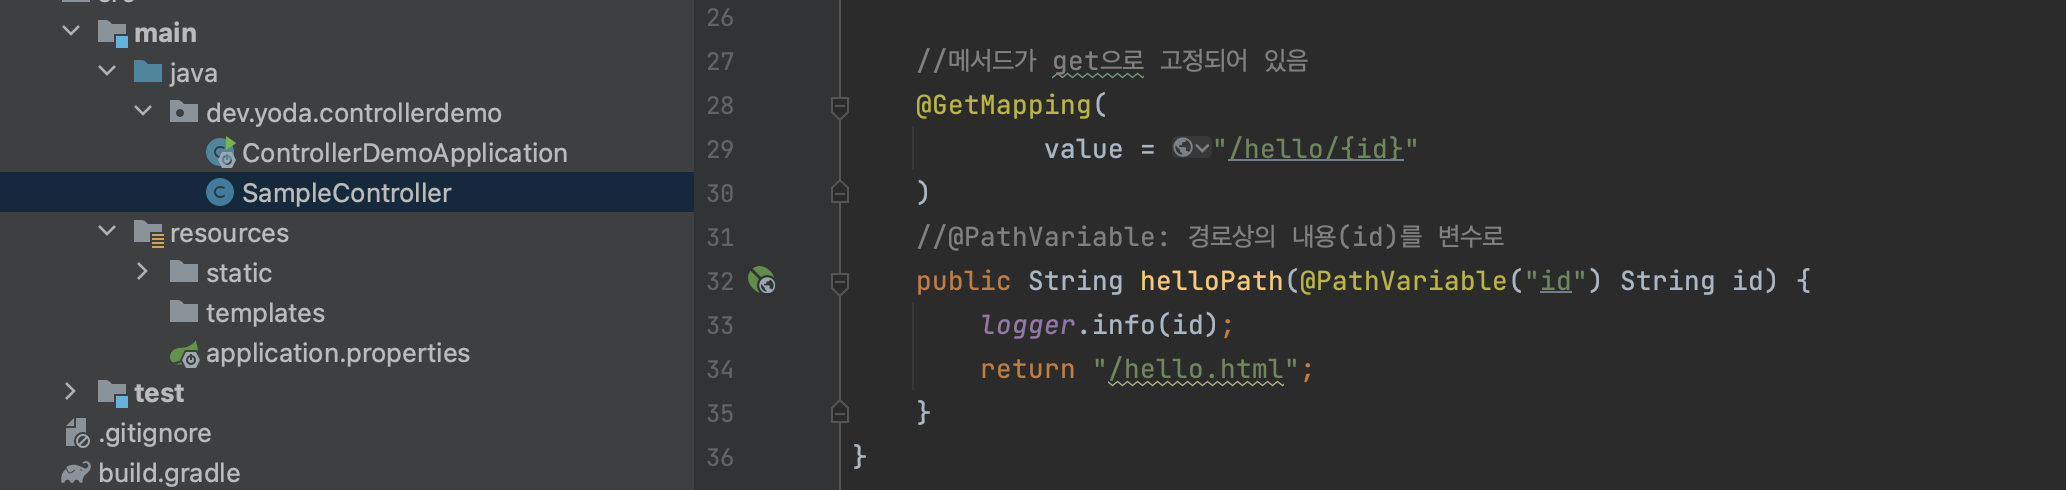 src
main
java
dev.yoda.controllerdemo
ControllerDemoApplication
SampleController
resources
static
templates
application.properties
test
.gitignore
build.gradle
26
27 //메서드가 get으로 고정되어 있음
28 @GetMapping(
29 value = "/hello/{id}"
30 )
31 //@PathVariable: 경로상의 내용(id)를 변수로
32 public String helloPath(@PathVariable("id") String id) {
33 logger.info(id);
34 return "/hello.html";
35 }
36 }